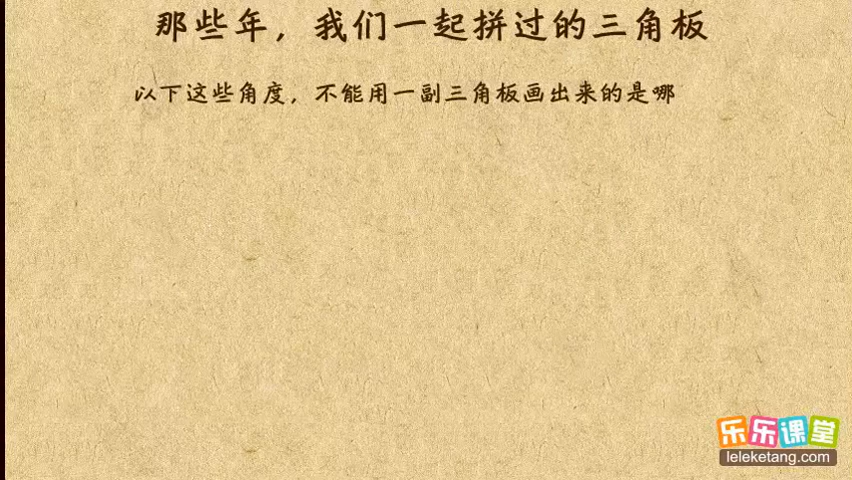 那些年，我们一起拼过的三角板
以下这些角度，不能用一副三角板画出来的是哪
乐乐课堂
leleketang.com